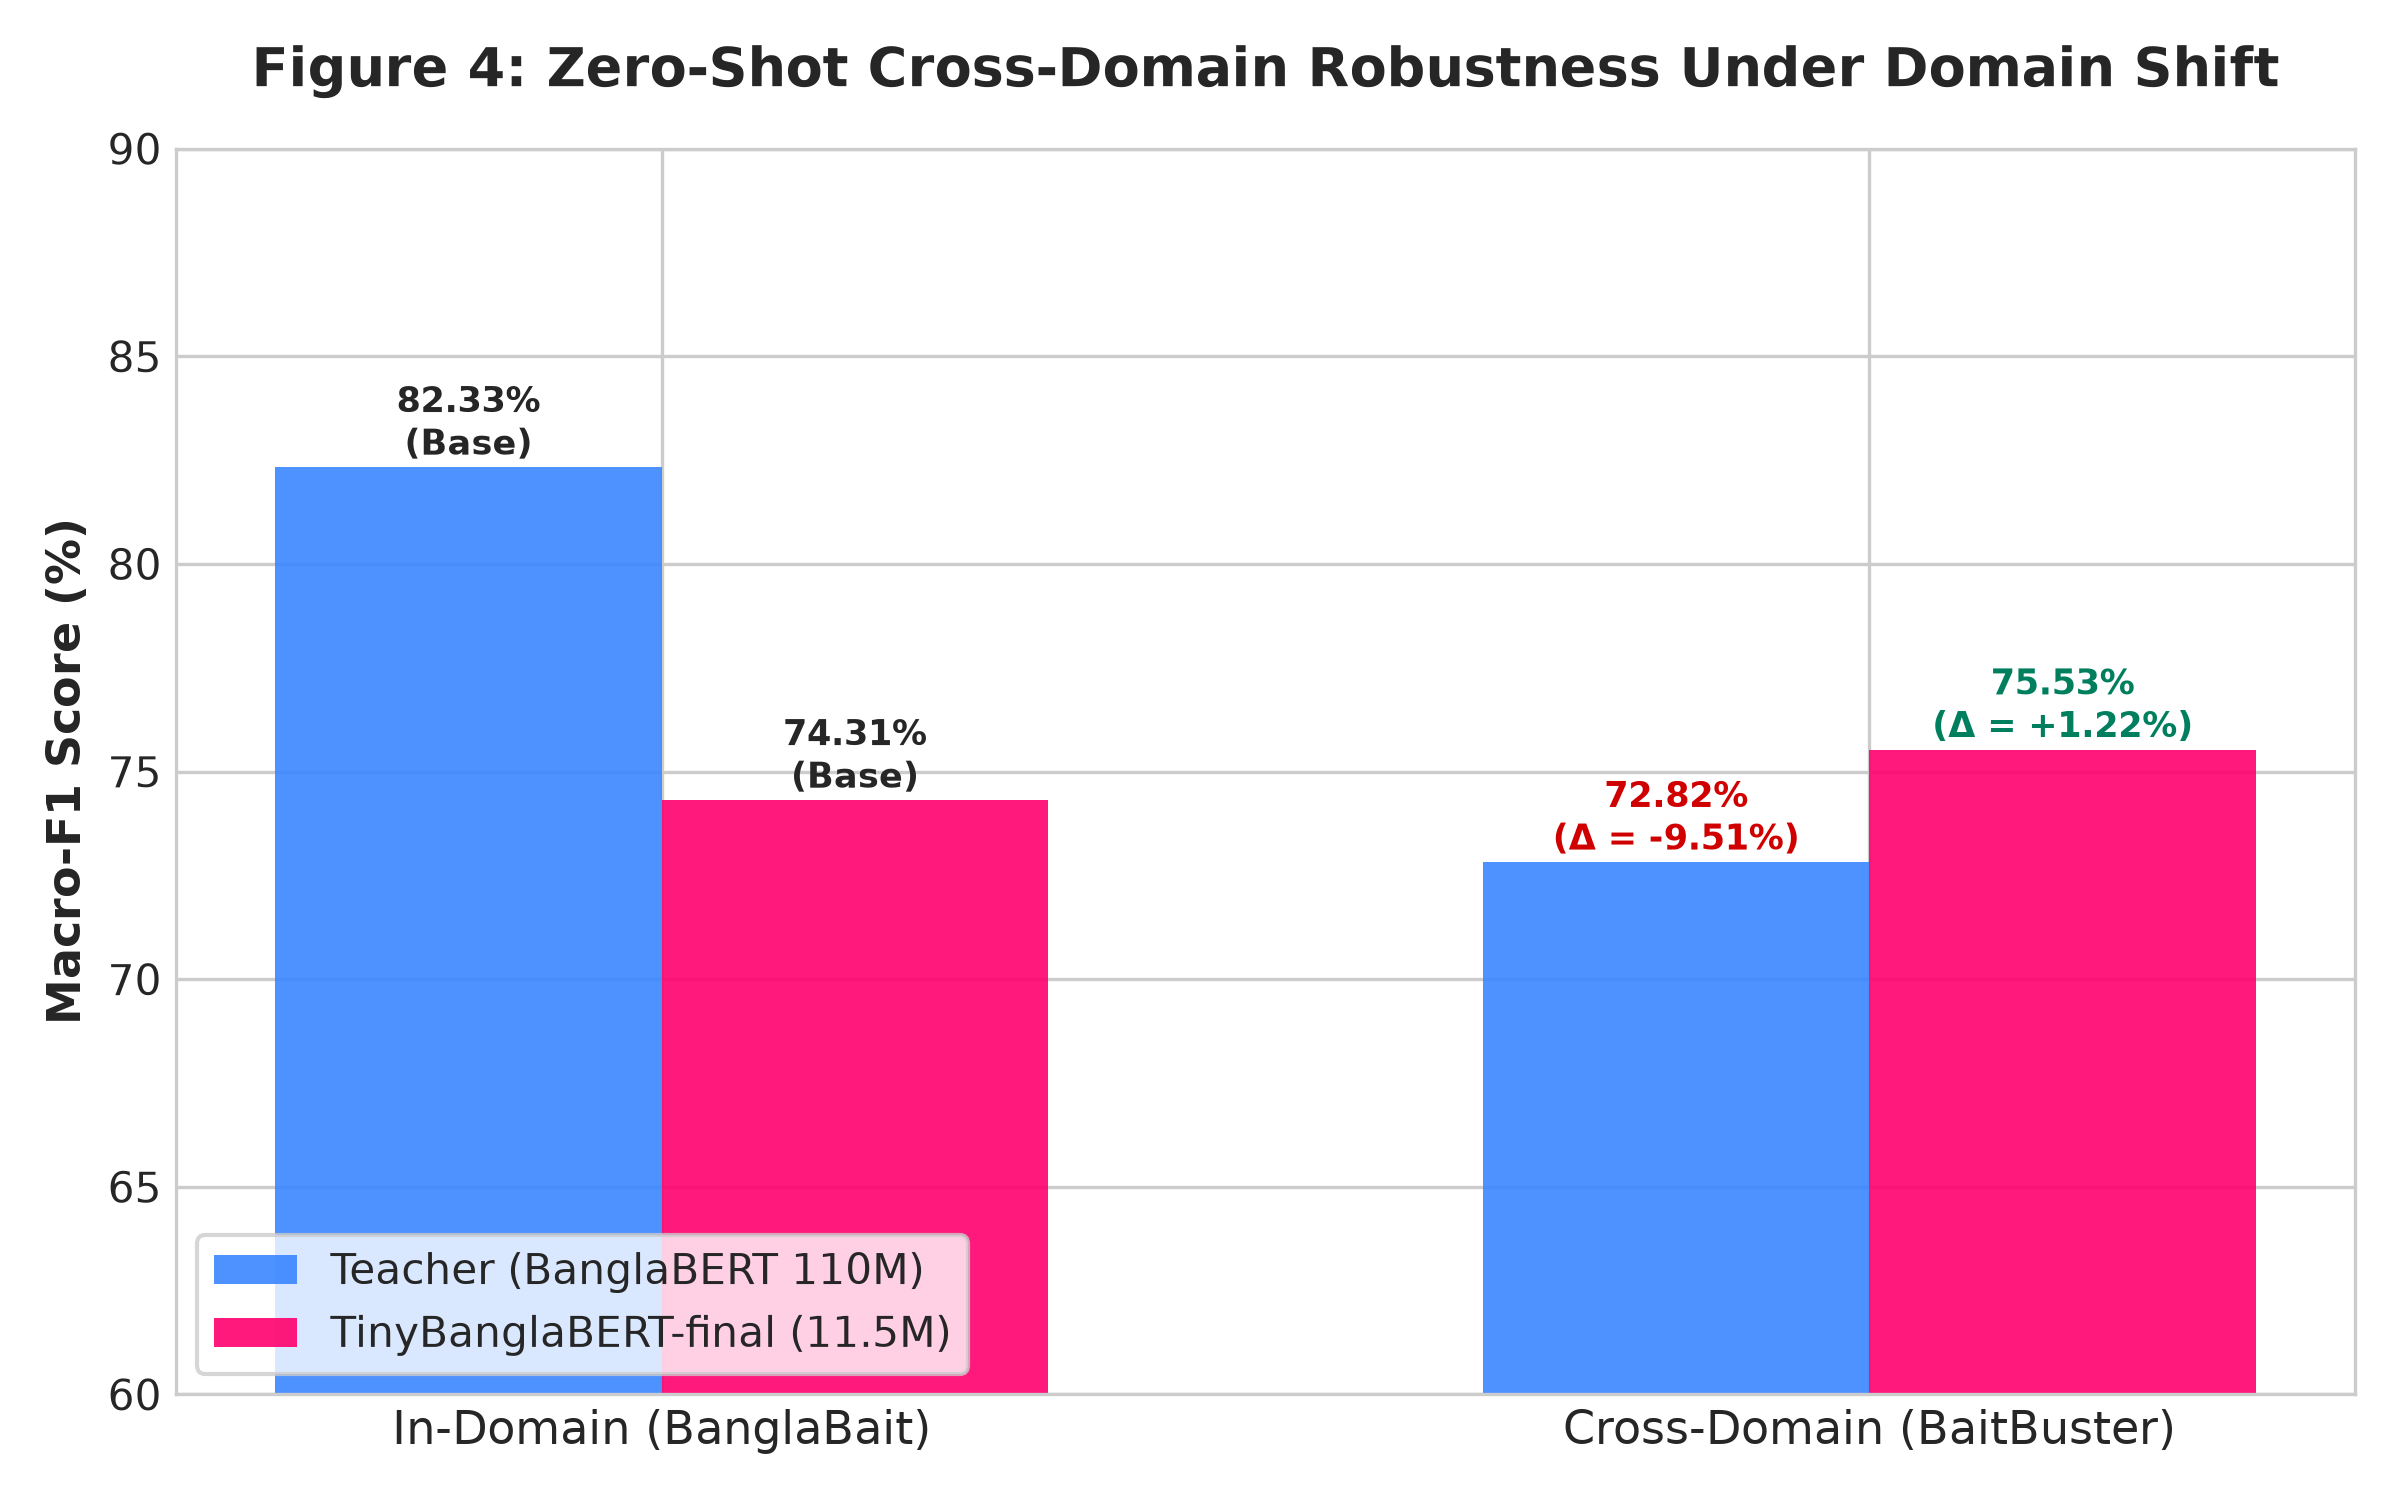 Figure 4: Zero-Shot Cross-Domain Robustness Under Domain Shift
Macro-F1 Score (%)
90
85
80
75
70
65
60
82.33%
(Base)
74.31%
(Base)
72.82%
(Δ = -9.51%)
75.53%
(Δ = +1.22%)
Teacher (BanglaBERT 110M)
TinyBanglaBERT-final (11.5M)
In-Domain (BanglaBait)
Cross-Domain (BaitBuster)